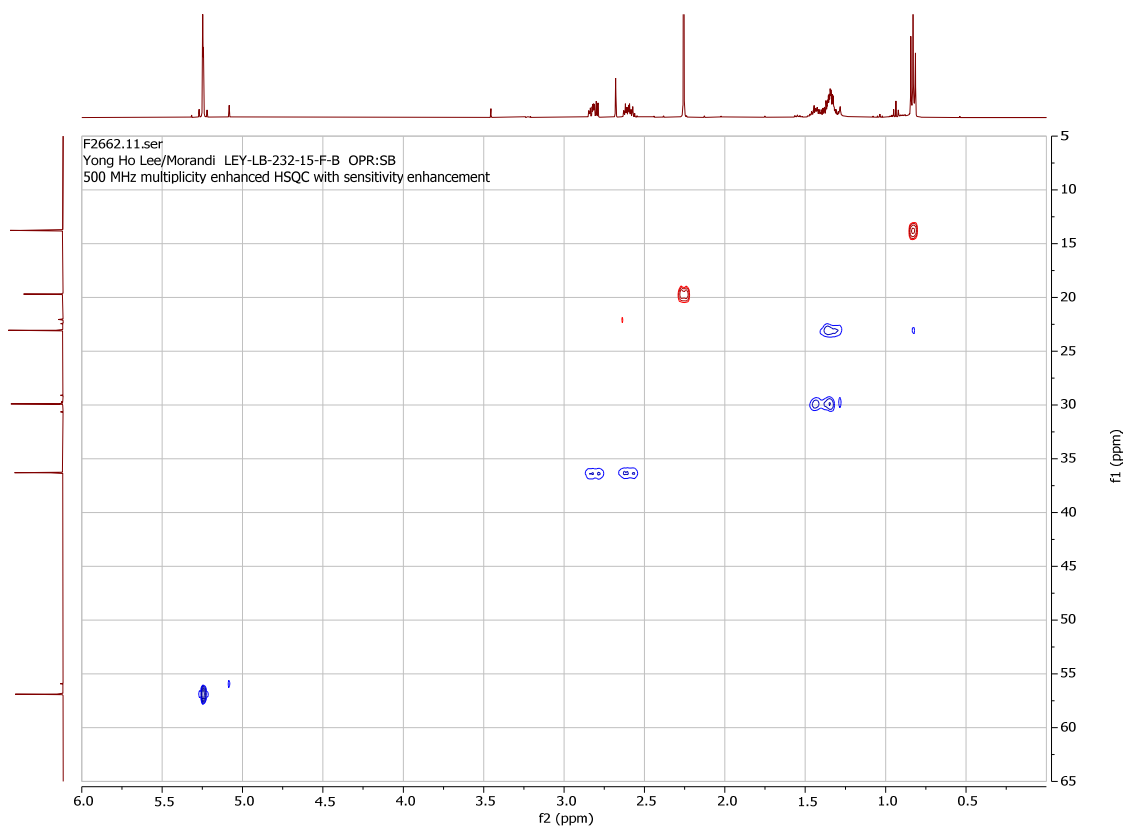 F2662.11.ser
Yong Ho Lee/Morandi LEY-LB-232-15-F-B OPR:SB
500 MHz multiplicity enhanced HSQC with sensitivity enhancement
5
10
15
20
25
30
35
40
45
50
55
60
65
f1 (ppm)
6.0 5.5 5.0 4.5 4.0 3.5 3.0 2.5 2.0 1.5 1.0 0.5
f2 (ppm)